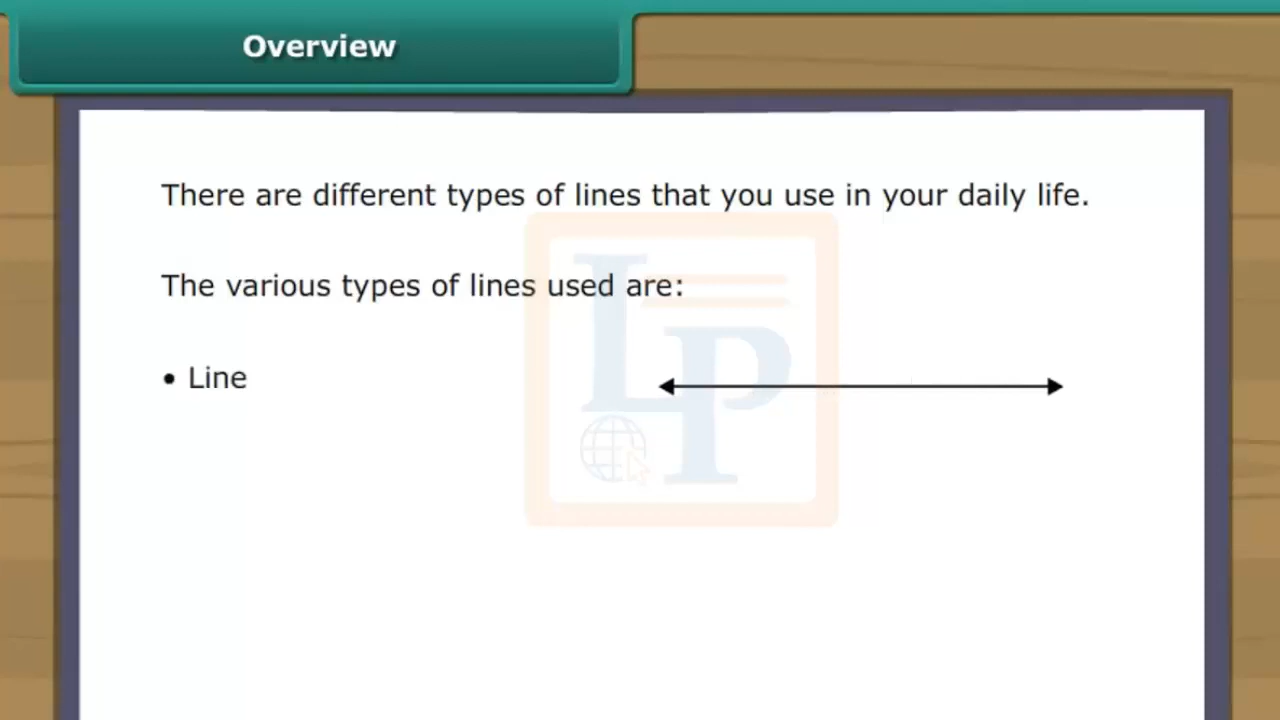 Overview
There are different types of lines that you use in your daily life.
The various types of lines used are:
• Line
LP